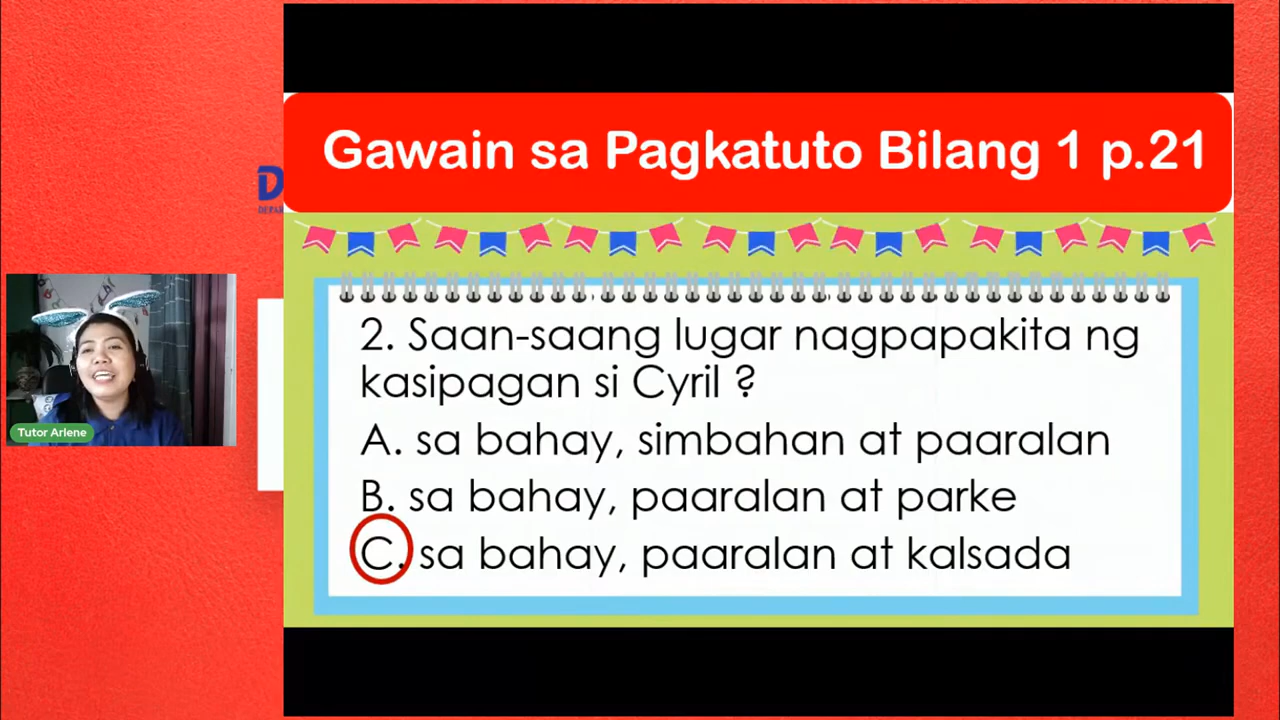 Gawain sa Pagkatuto Bilang 1 p.21
2. Saan-saang lugar nagpapakita ng
kasipagan si Cyril ?
A. sa bahay, simbahan at paaralan
B. sa bahay, paaralan at parke
C. sa bahay, paaralan at kalsada
Tutor Arlene